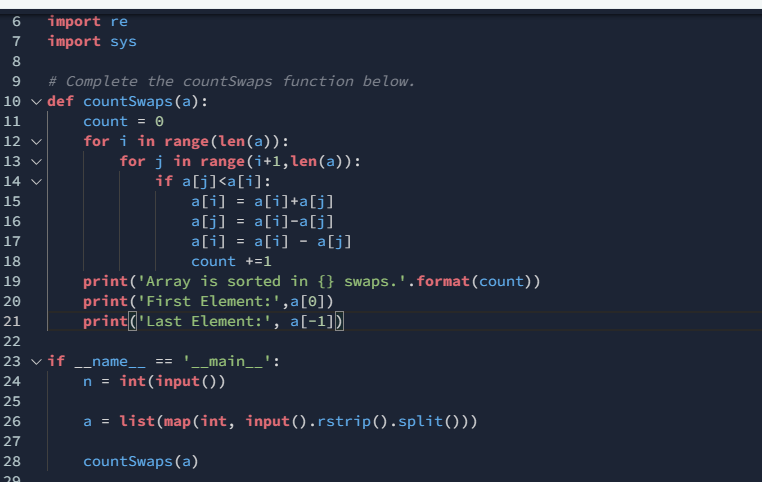 6 import re
7 import sys
8
9 # Complete the countSwaps function below.
10 def countSwaps(a):
11     count = 0
12     for i in range(len(a)):
13         for j in range(i+1,len(a)):
14             if a[j]<a[i]:
15                 a[i] = a[i]+a[j]
16                 a[j] = a[i]-a[j]
17                 a[i] = a[i] - a[j]
18                 count +=1
19     print('Array is sorted in {} swaps.'.format(count))
20     print('First Element:',a[0])
21     print('Last Element:', a[-1])
22
23 if __name__ == '__main__':
24     n = int(input())
25
26     a = list(map(int, input().rstrip().split()))
27
28     countSwaps(a)
29